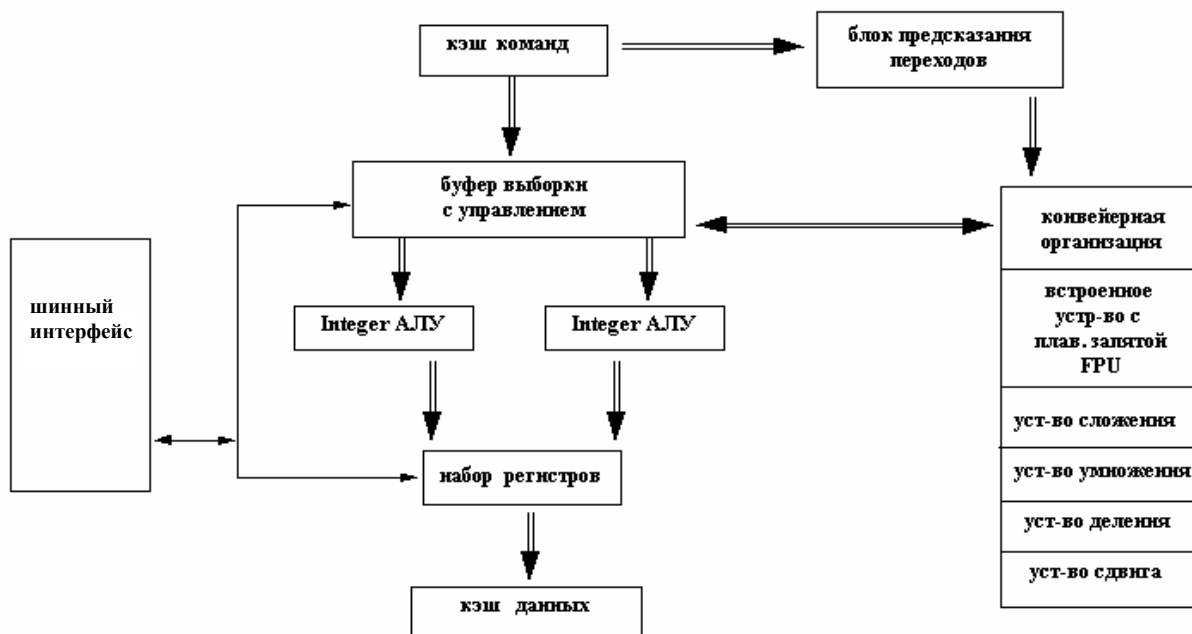 кэш команд
блок предсказания
переходов
буфер выборки
с управлением
конвейерная
организация
шинный
интерфейс
Integer АЛУ
Integer АЛУ
встроенное
устр-во с
плав. запятой
FPU
уст-во сложения
набор регистров
уст-во умножения
уст-во деления
уст-во сдвига
кэш данных